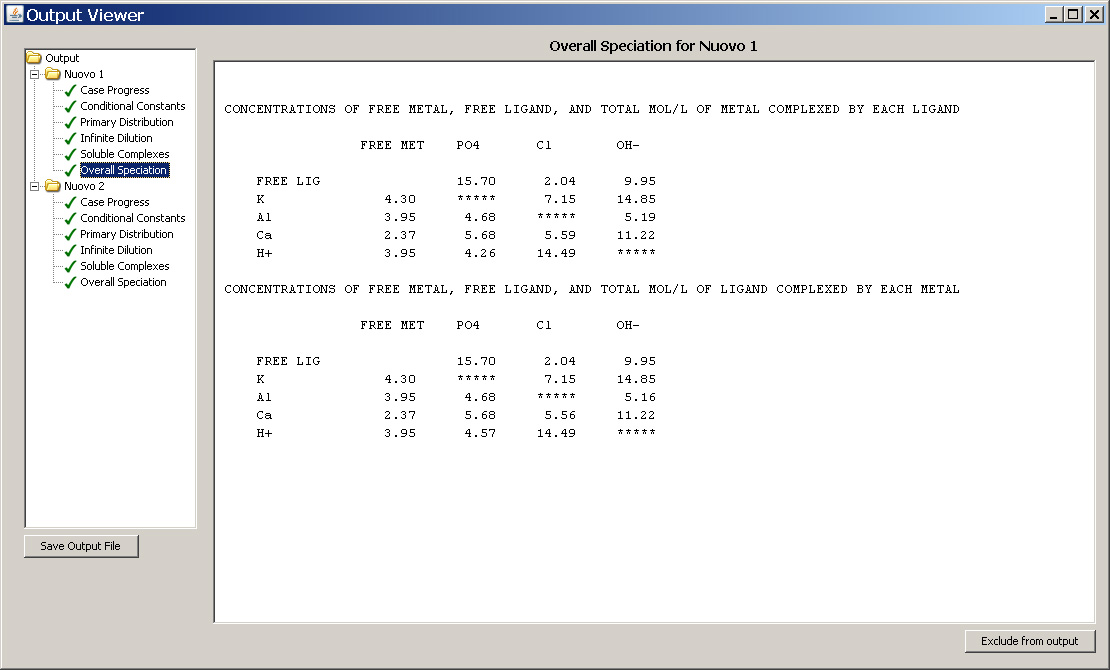 Output Viewer
Output
Nuovo 1
Case Progress
Conditional Constants
Primary Distribution
Infinite Dilution
Soluble Complexes
Overall Speciation
Nuovo 2
Case Progress
Conditional Constants
Primary Distribution
Infinite Dilution
Soluble Complexes
Overall Speciation
Save Output File
Overall Speciation for Nuovo 1
CONCENTRATIONS OF FREE METAL, FREE LIGAND, AND TOTAL MOL/L OF METAL COMPLEXED BY EACH LIGAND
FREE MET PO4 Cl OH-
FREE LIG 15.70 2.04 9.95
K 4.30 ***** 7.15 14.85
Al 3.95 4.68 ***** 5.19
Ca 2.37 5.68 5.59 11.22
H+ 3.95 4.26 14.49 *****
CONCENTRATIONS OF FREE METAL, FREE LIGAND, AND TOTAL MOL/L OF LIGAND COMPLEXED BY EACH METAL
FREE MET PO4 Cl OH-
FREE LIG 15.70 2.04 9.95
K 4.30 ***** 7.15 14.85
Al 3.95 4.68 ***** 5.16
Ca 2.37 5.68 5.56 11.22
H+ 3.95 4.57 14.49 *****
Exclude from output